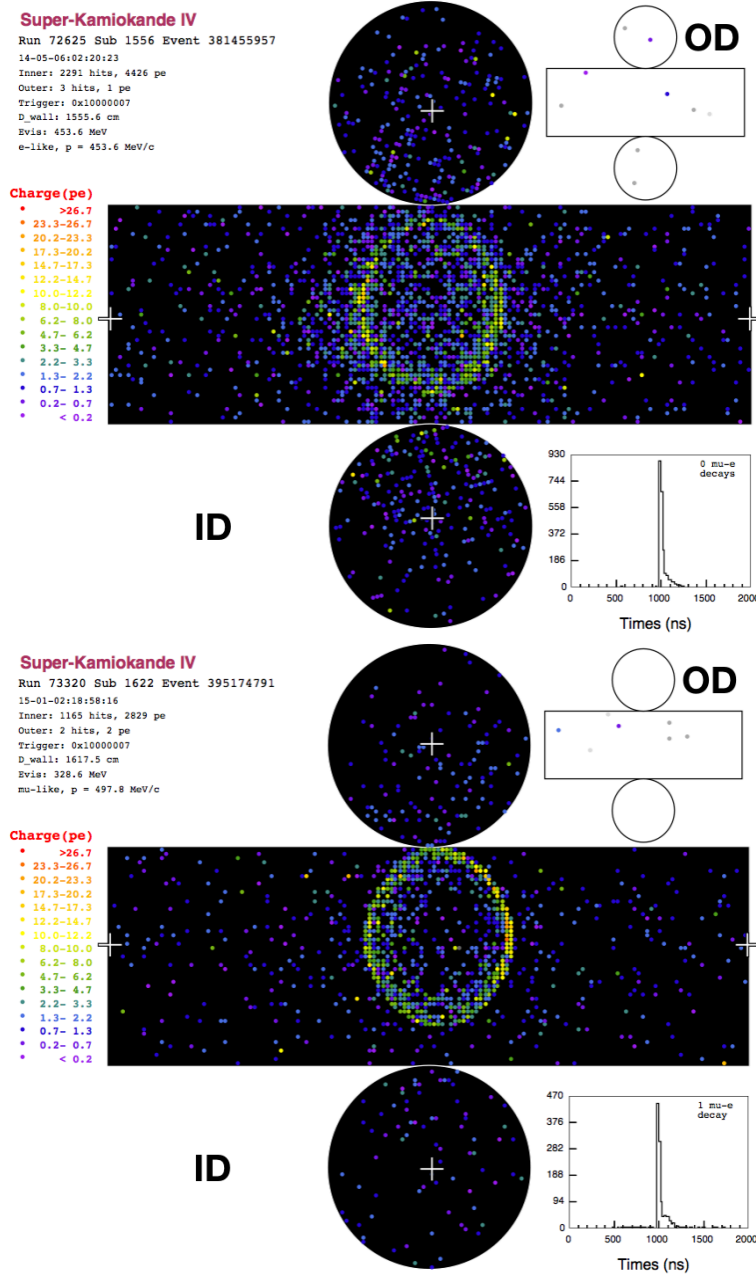 Super-Kamiokande IV
Run 72625 Sub 1556 Event 381455957
14-05-06:02:20:23
Inner: 2291 hits, 4426 pe
Outer: 3 hits, 1 pe
Trigger: 0x10000007
D_wall: 1555.6 cm
Evis: 453.6 MeV
e-like, p = 453.6 MeV/c
OD
Charge(pe)
>26.7
23.3-26.7
20.2-23.3
17.3-20.2
14.7-17.3
12.2-14.7
10.0-12.2
8.0-10.0
6.2- 8.0
4.7- 6.2
3.3- 4.7
2.2- 3.3
1.3- 2.2
0.7- 1.3
0.2- 0.7
< 0.2
ID
0 mu-e
decays
930
744
558
372
186
0
0 500 1000 1500 2000
Times (ns)
Super-Kamiokande IV
Run 73320 Sub 1622 Event 395174791
15-01-02:18:58:16
Inner: 1165 hits, 2829 pe
Outer: 2 hits, 2 pe
Trigger: 0x10000007
D_wall: 1617.5 cm
Evis: 328.6 MeV
mu-like, p = 497.8 MeV/c
OD
Charge(pe)
>26.7
23.3-26.7
20.2-23.3
17.3-20.2
14.7-17.3
12.2-14.7
10.0-12.2
8.0-10.0
6.2- 8.0
4.7- 6.2
3.3- 4.7
2.2- 3.3
1.3- 2.2
0.7- 1.3
0.2- 0.7
< 0.2
ID
1 mu-e
decay
470
376
282
188
94
0
0 500 1000 1500 2000
Times (ns)